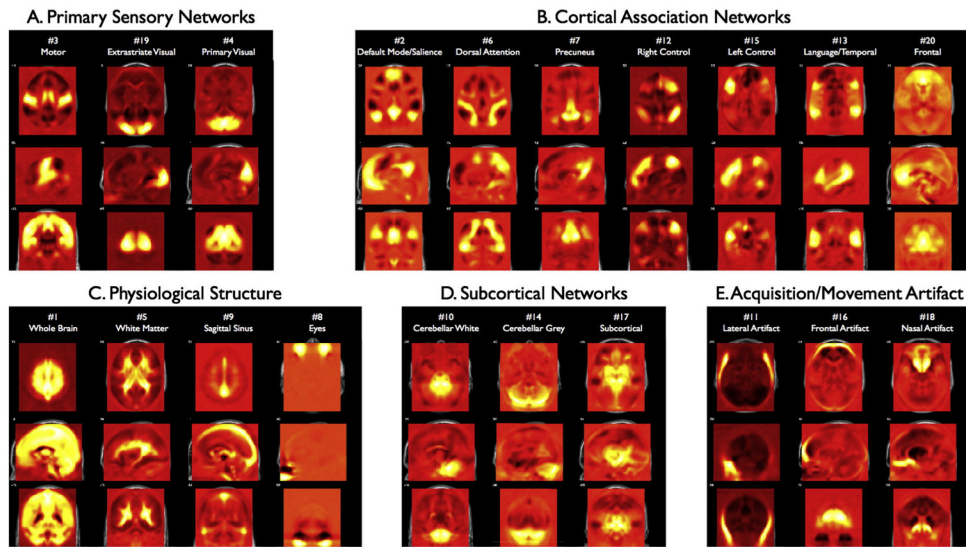 A. Primary Sensory Networks
#3 #19 #4
Motor Extrastriate Visual Primary Visual
B. Cortical Association Networks
#2 #6 #7 #12 #15 #13 #20
Default Mode/Salience Dorsal Attention Precuneus Right Control Left Control Language/Temporal Frontal
C. Physiological Structure
#1 #5 #9 #8
Whole Brain White Matter Sagittal Sinus Eyes
D. Subcortical Networks
#10 #14 #17
Cerebellar White Cerebellar Grey Subcortical
E. Acquisition/Movement Artifact
#11 #16 #18
Lateral Artifact Frontal Artifact Nasal Artifact